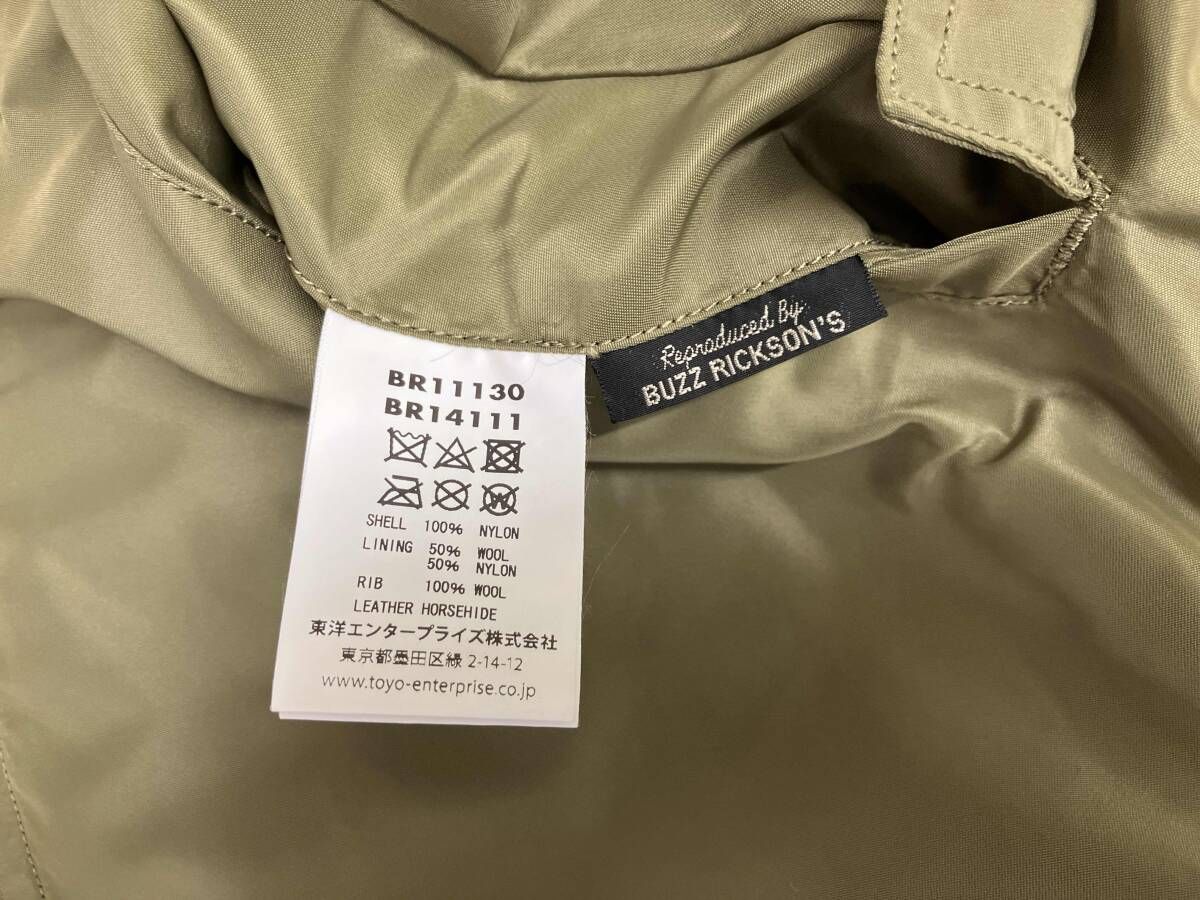 BR11130
BR14111
SHELL 100% NYLON
LINING 50% WOOL
50% NYLON
RIB 100% WOOL
LEATHER HORSEHIDE
東洋エンタープライズ株式会社
東京都墨田区緑 2-14-12
www.toyo-enterprise.co.jp
Reproduced By
BUZZ RICKSON'S